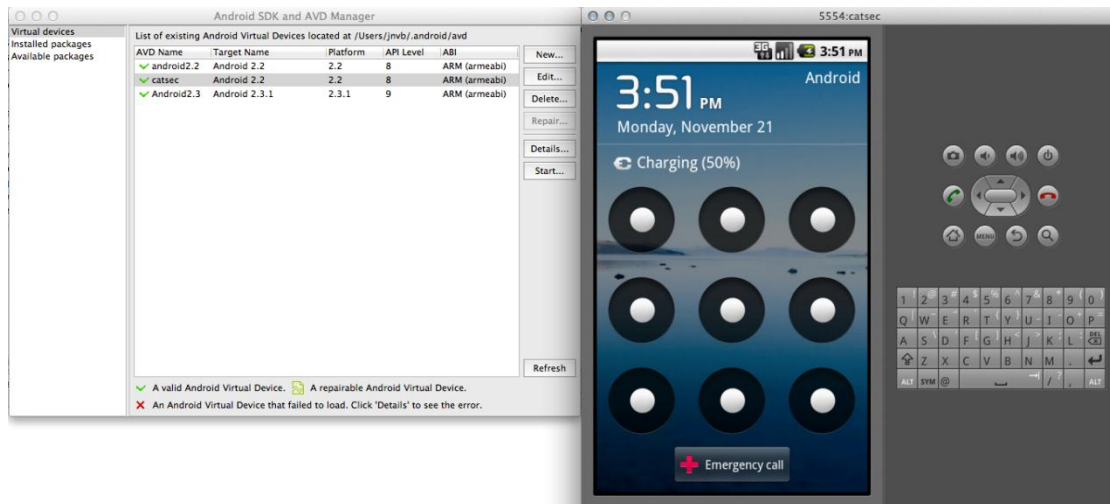 Android SDK and AVD Manager
Virtual devices
Installed packages
Available packages
List of existing Android Virtual Devices located at /Users/jnvb/.android/avd
AVD Name Target Name Platform API Level ABI
android2.2 Android 2.2 2.2 8 ARM (armeabi)
catsec Android 2.2 2.2 8 ARM (armeabi)
Android2.3 Android 2.3.1 2.3.1 9 ARM (armeabi)
New...
Edit...
Delete...
Repair...
Details...
Start...
Refresh
A valid Android Virtual Device. A repairable Android Virtual Device.
An Android Virtual Device that failed to load. Click 'Details' to see the error.
5554:catsec
3G 3:51 PM
Android
3:51 PM
Monday, November 21
Charging (50%)
Emergency call
MENU
1 ! 2 @ 3 # 4 $ 5 % 6 ^ 7 & 8 * 9 ( 0 )
Q W E R T Y U I O P
A S D F G H J K L DEL
Z X C V B N M .
ALT SYM @ / ? , ALT